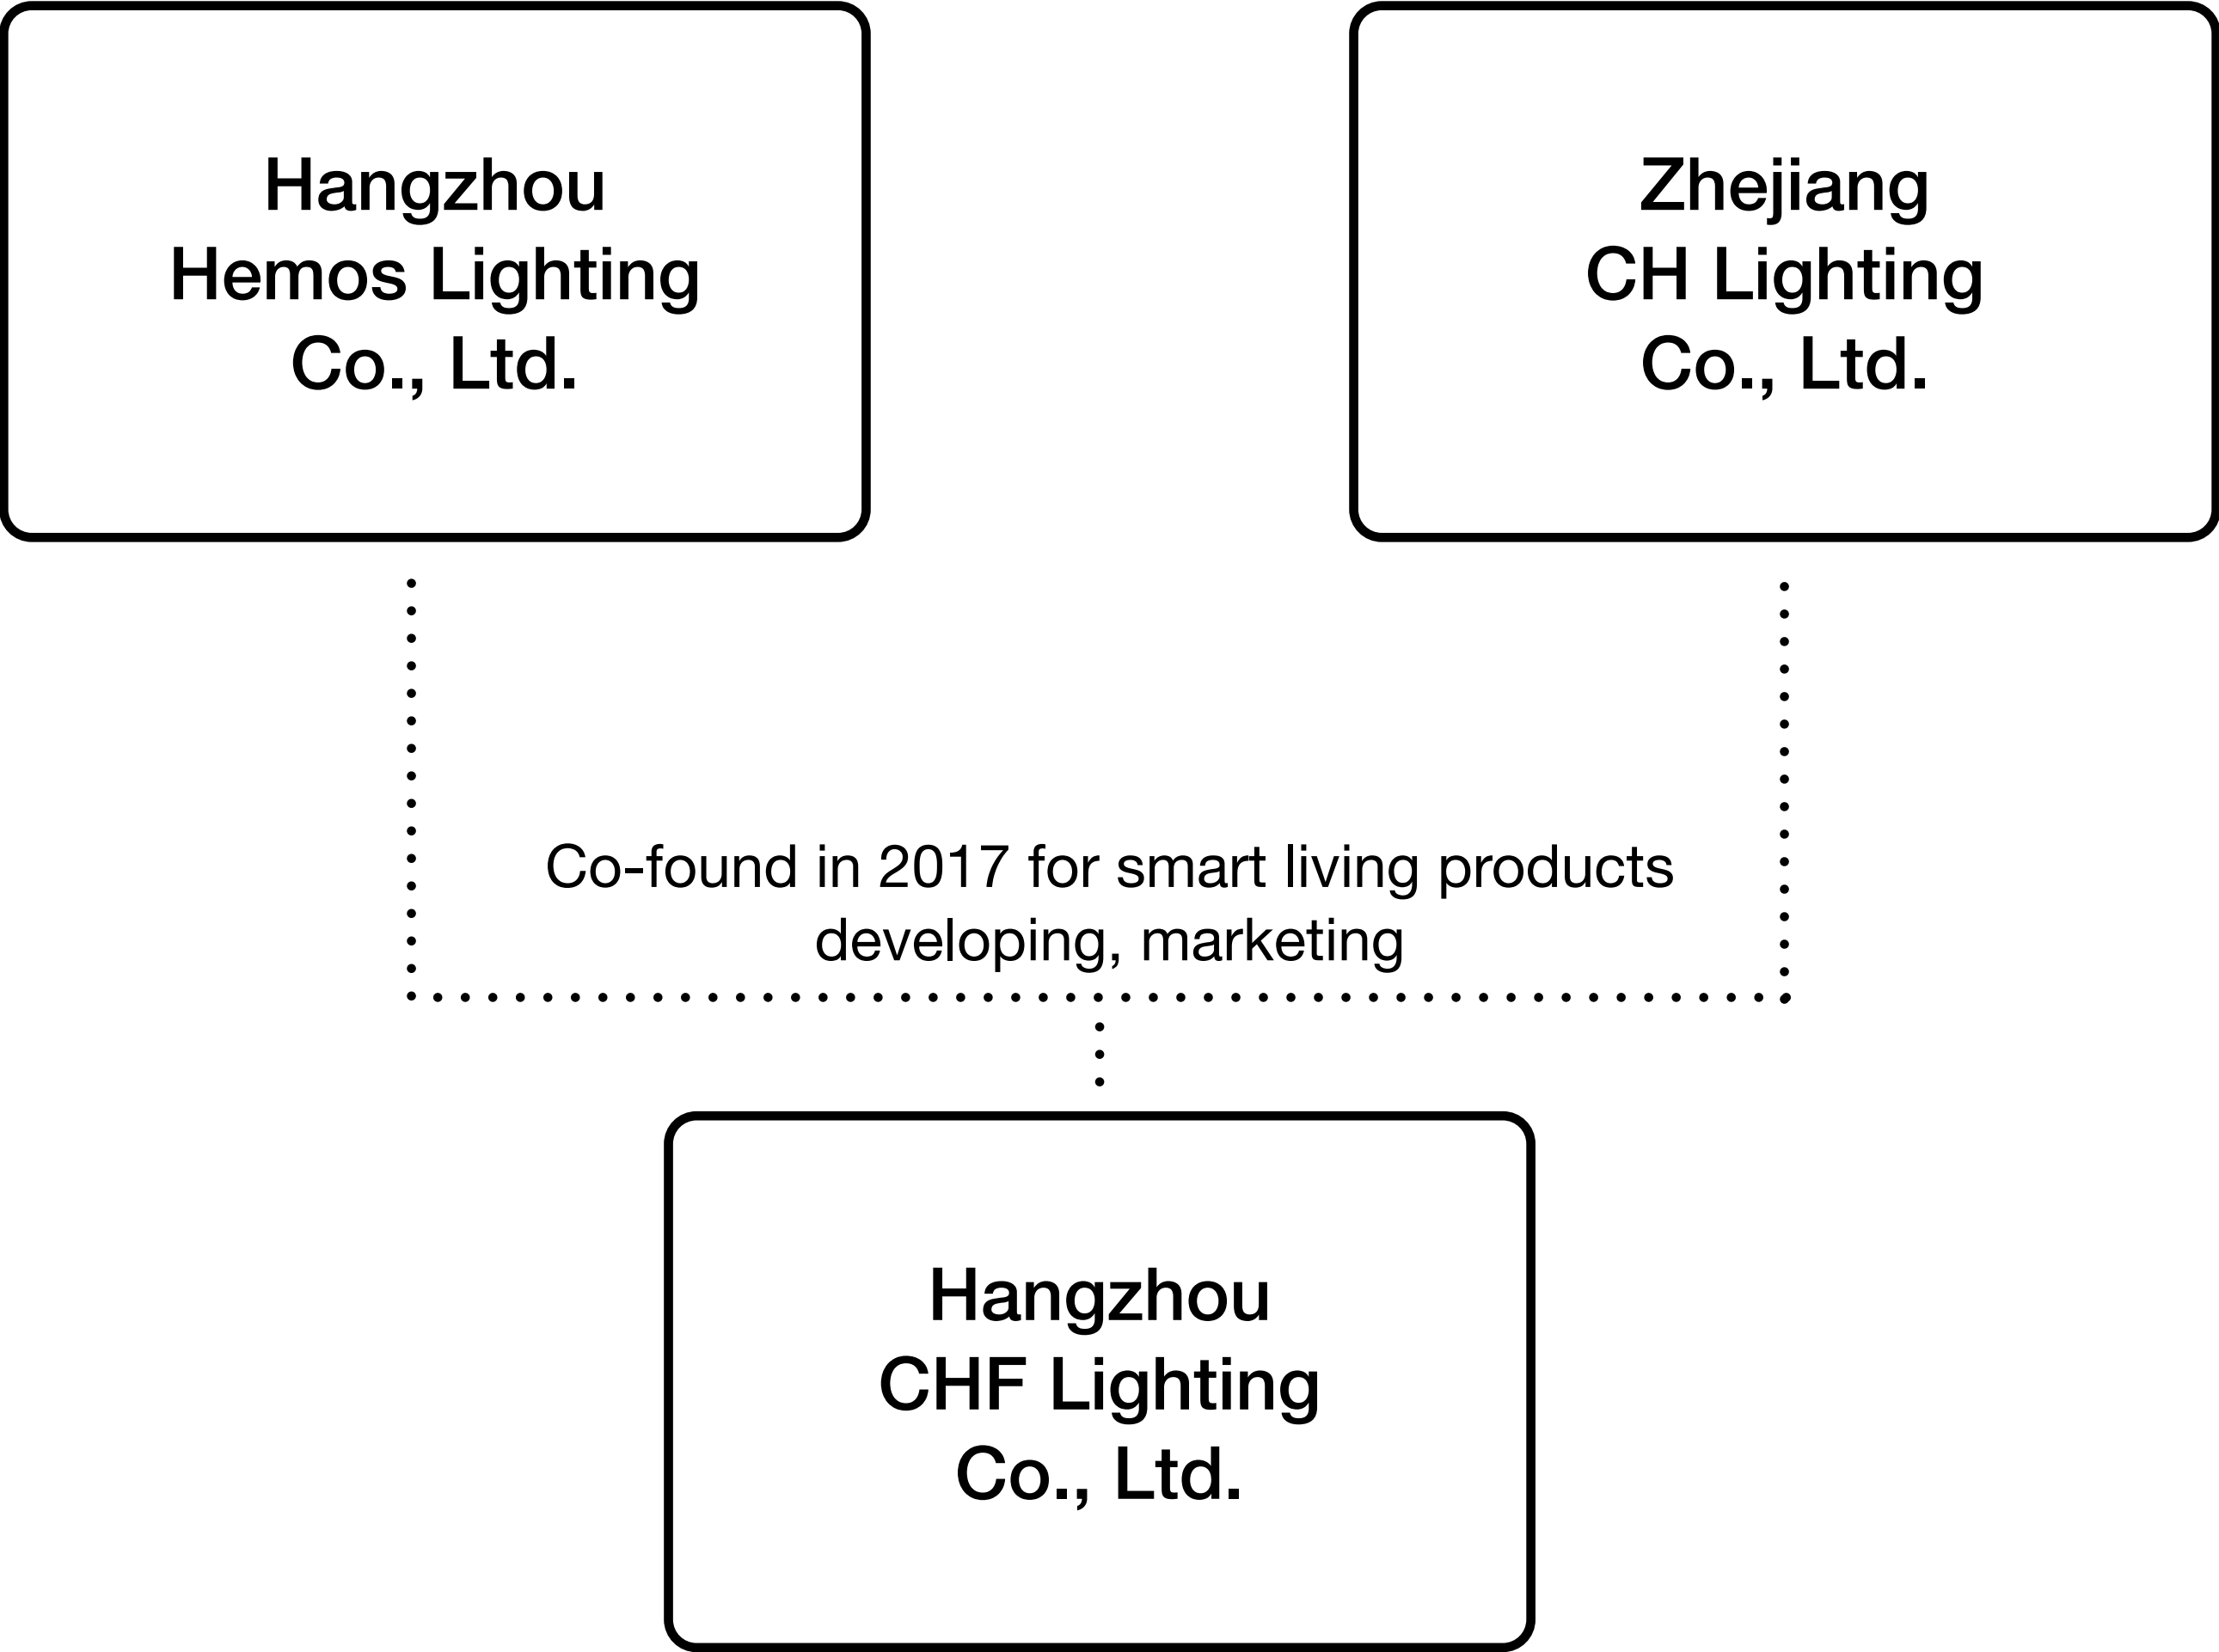 Hangzhou
Hemos Lighting
Co., Ltd.
Zhejiang
CH Lighting
Co., Ltd.
Co-found in 2017 for smart living products
developing, marketing
Hangzhou
CHF Lighting
Co., Ltd.